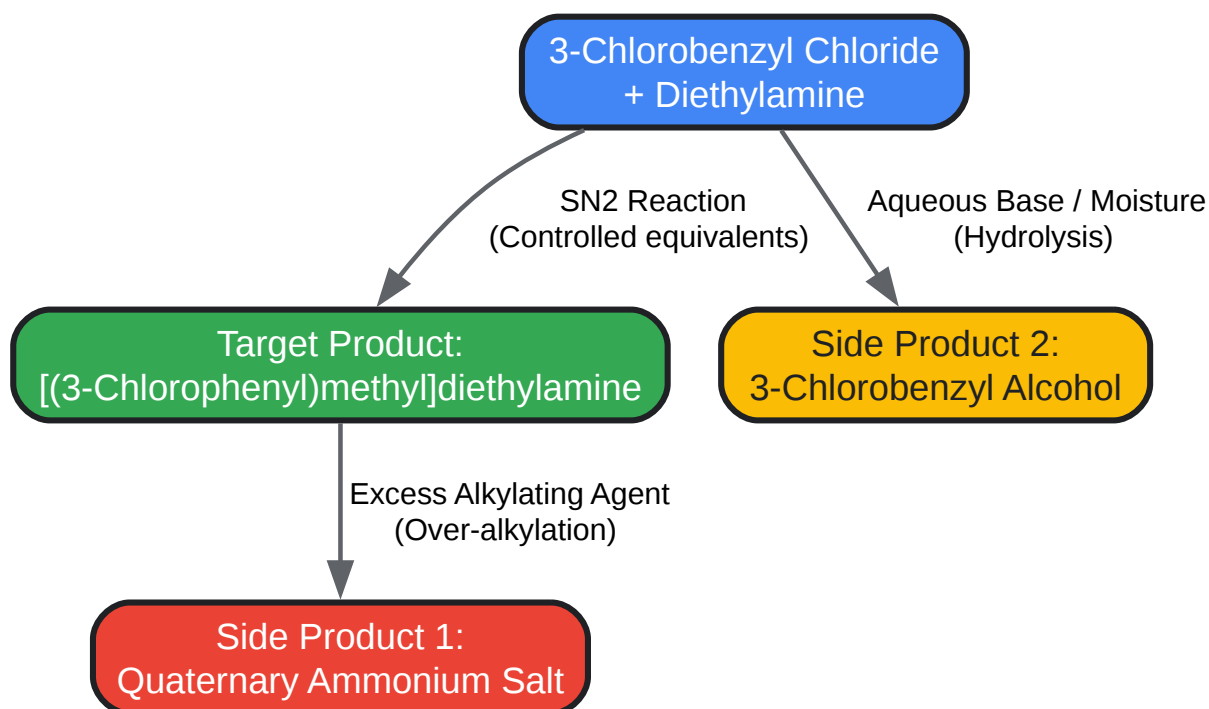 3-Chlorobenzyl Chloride
+ Diethylamine
SN2 Reaction
(Controlled equivalents)
Aqueous Base / Moisture
(Hydrolysis)
Target Product:
[(3-Chlorophenyl)methyl]diethylamine
Side Product 2:
3-Chlorobenzyl Alcohol
Excess Alkylating Agent
(Over-alkylation)
Side Product 1:
Quaternary Ammonium Salt